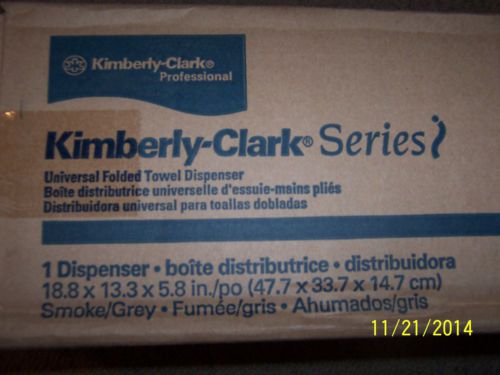 Kimberly-Clark®
Professional
Kimberly-Clark® Series i
Universal Folded Towel Dispenser
Boîte distributrice universelle d'essuie-mains pliés
Distribuidora universal para toallas dobladas
1 Dispenser • boîte distributrice • distribuidora
18.8 x 13.3 x 5.8 in./po (47.7 x 33.7 x 14.7 cm)
Smoke/Grey • Fumée/gris • Ahumados/gris
11/21/2014